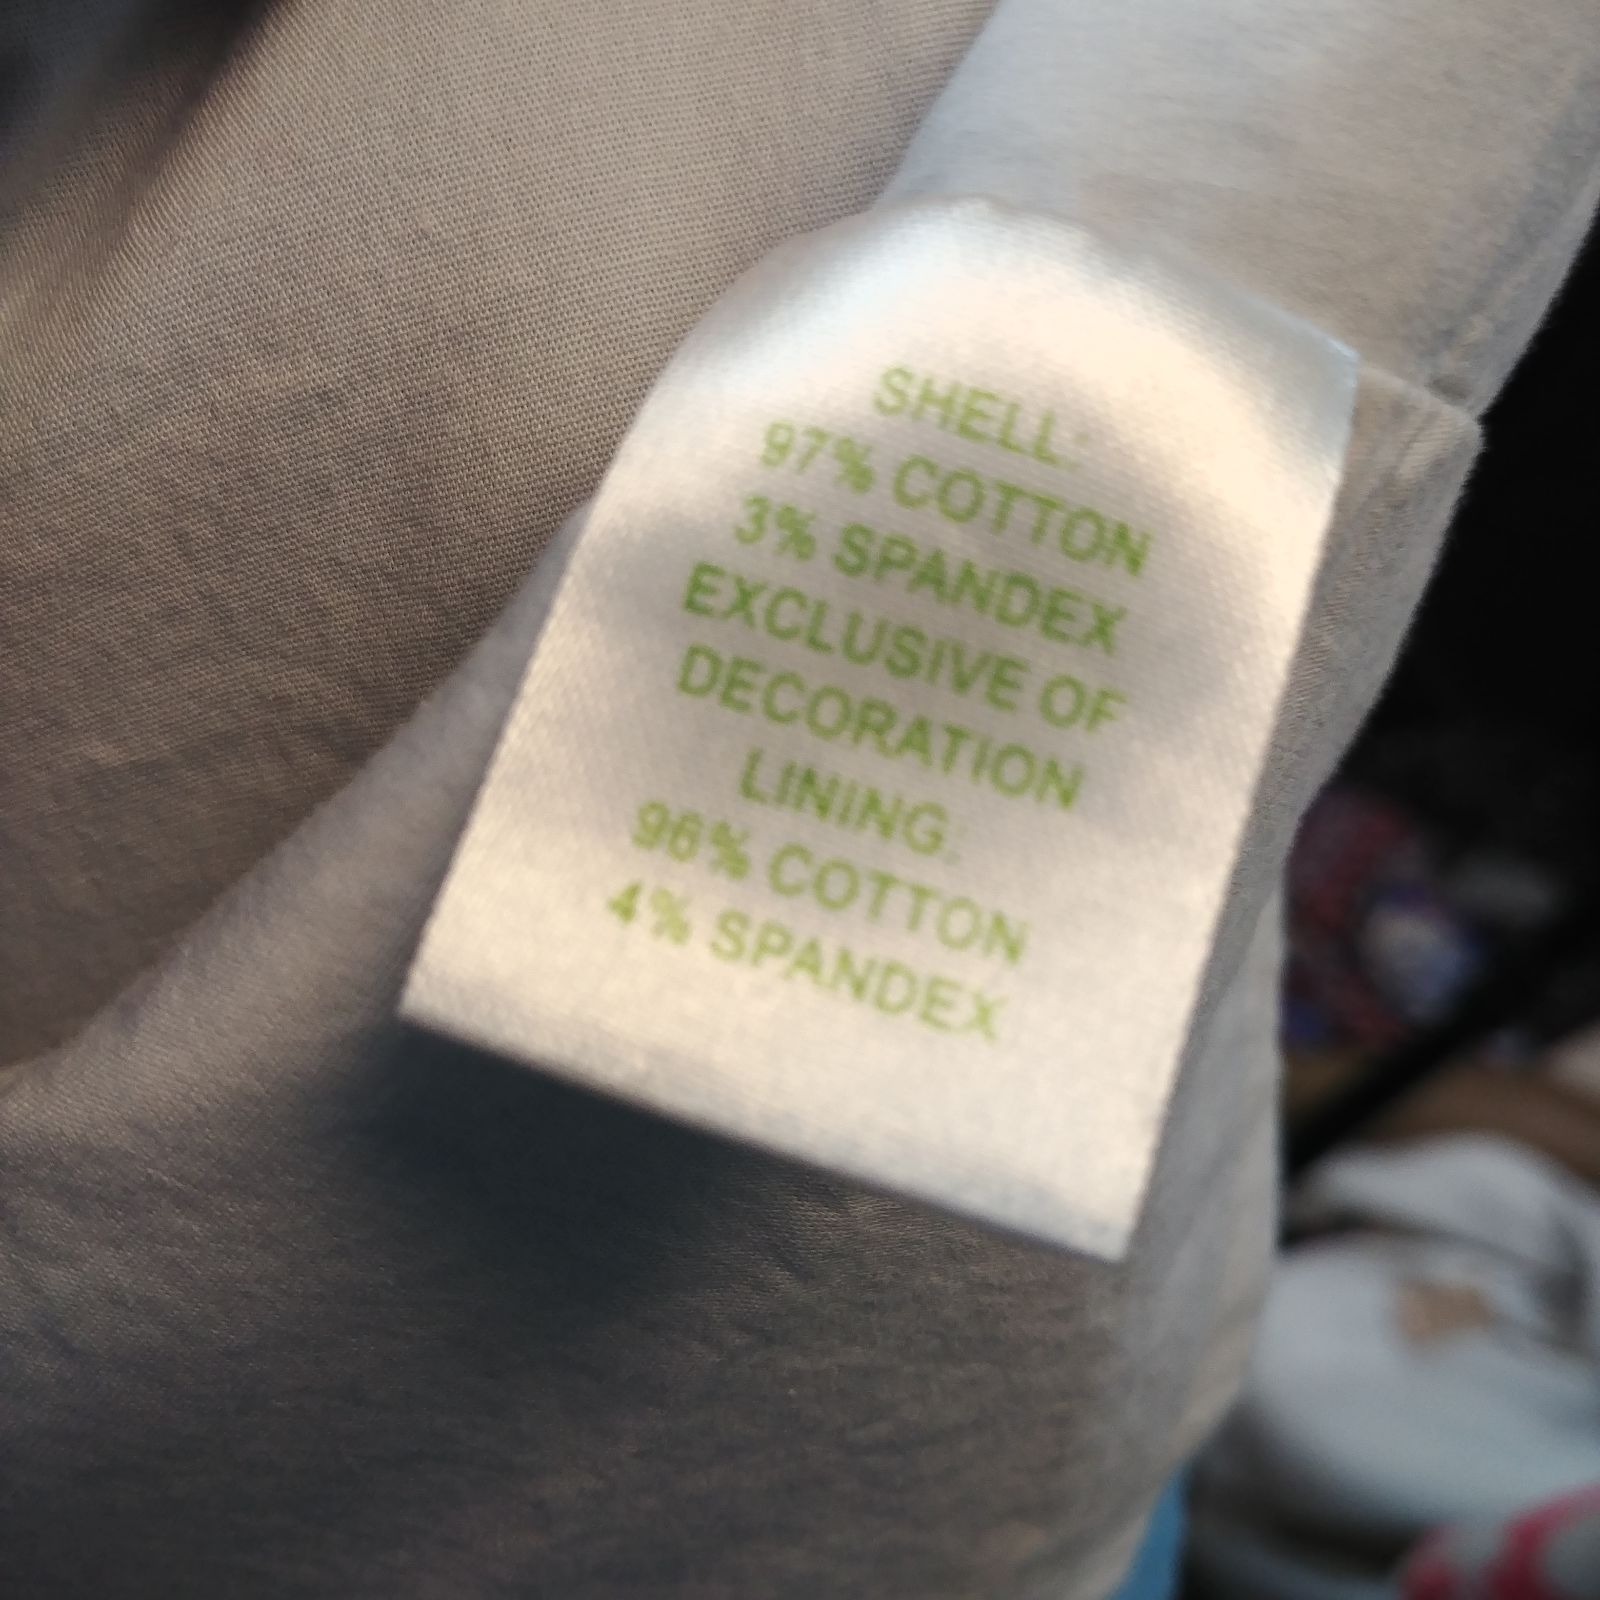 SHELL:
97% COTTON
3% SPANDEX
EXCLUSIVE OF
DECORATION
LINING:
96% COTTON
4% SPANDEX